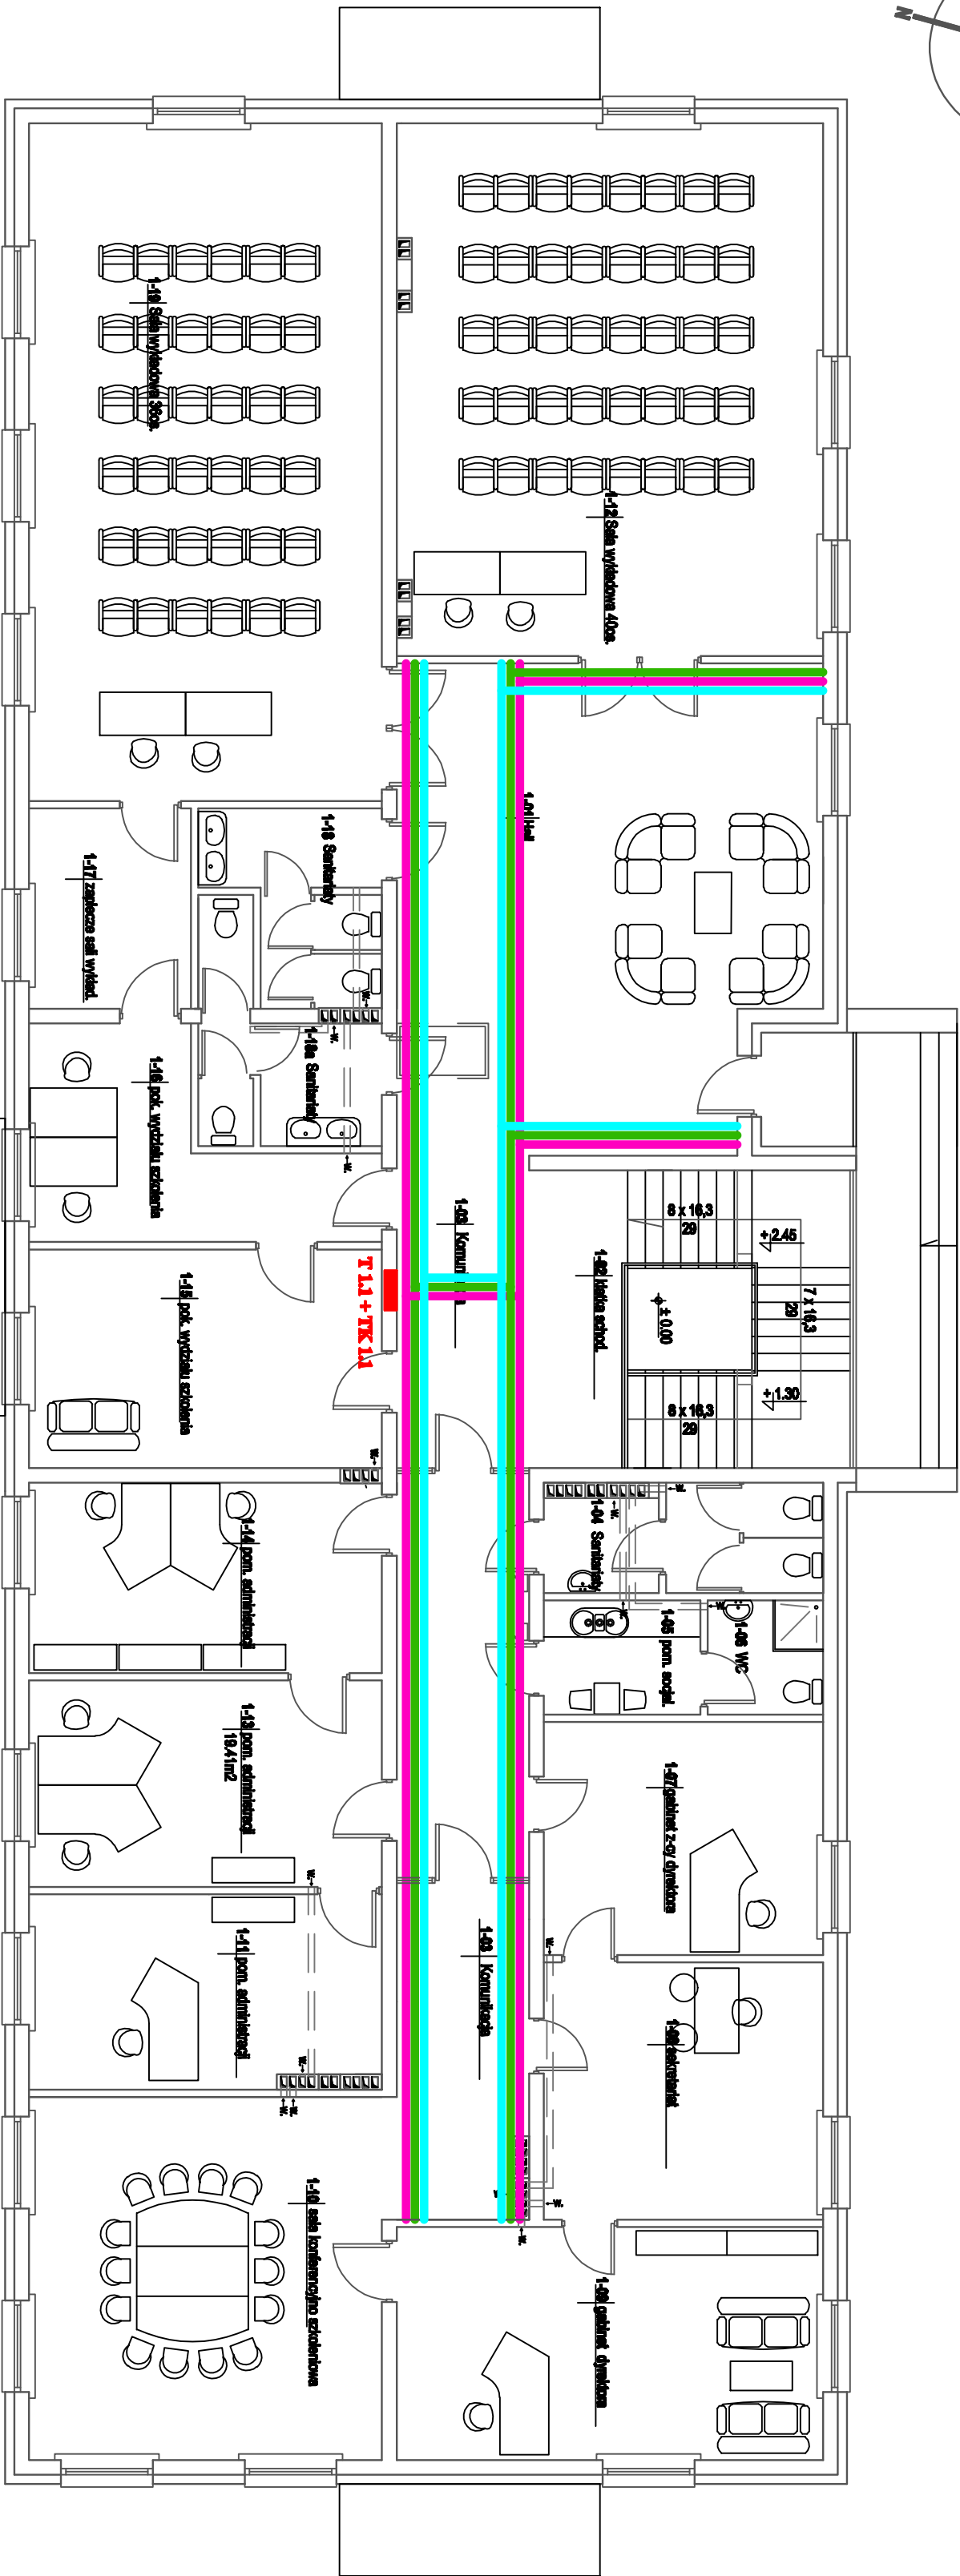 N
1-19 Sala wykładowa 36os.
1-12 Sala wykładowa 40os.
1-01 Hall
1-18 Sanitariaty
1-17 zaplecze sali wykład.
1-18a Sanitariaty
W.
W.
W.
1-16 pok. wydziału szkolenia
1-03 Komuni
8 x 16,3
29
+ 2.45
7 x 16,3
29
± 0.00
1-02 klatka schod.
T 1.1 + TK 1.1
1-15 pok. wydziału szkolenia
+ 1.30
8 x 16,3
29
W.
W.
W.
1-04 Sanitariaty
1-14 pom. administracji
W.
W.
1-05 pom. socjal.
1-06 WC
1-13 pom. administracji
19.41m2
1-07 gabinet z-cy dyrektora
W.
1-11 pom. administracji
1-03 Komunikacja
W.
1-08 sekretariat
W.
W.
W.
W.
W.
W.
1-10 sala konferencyjno szkoleniowa
1-09 gabinet dyrektora